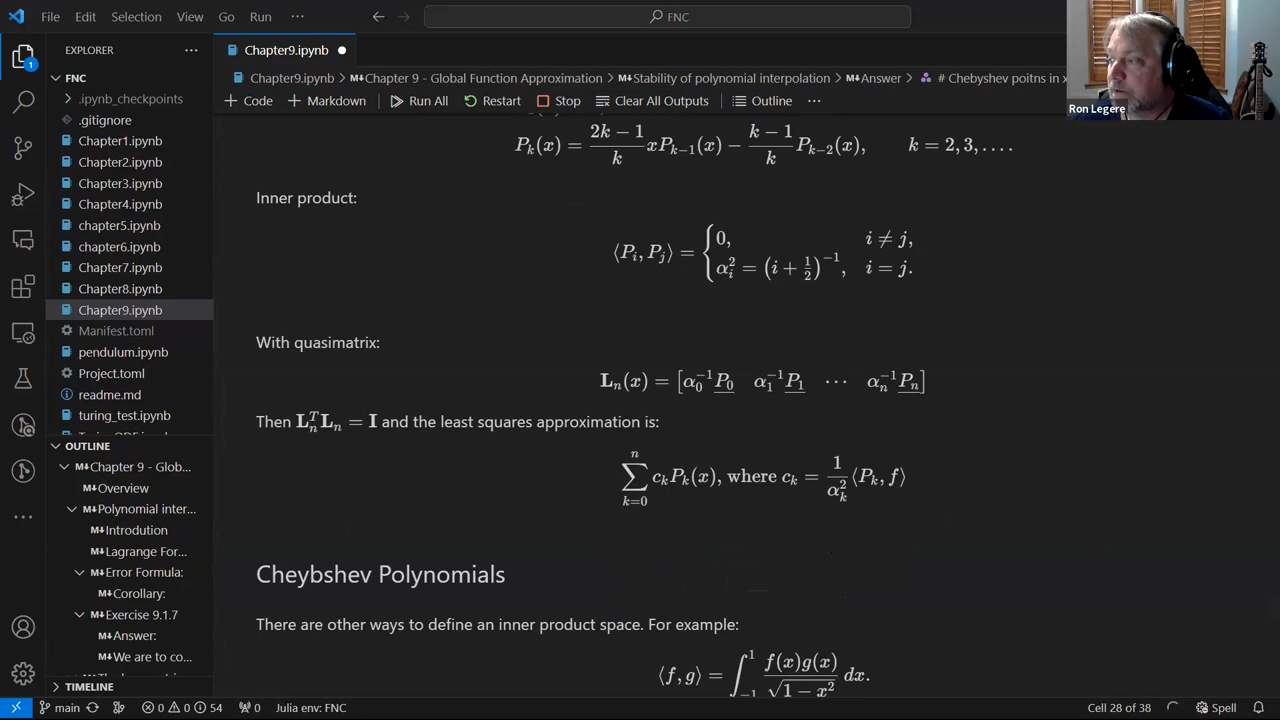 File Edit Selection View Go Run ··· FNC
EXPLORER
FNC
.ipynb_checkpoints
.gitignore
Chapter1.ipynb
Chapter2.ipynb
Chapter3.ipynb
Chapter4.ipynb
chapter5.ipynb
chapter6.ipynb
Chapter7.ipynb
Chapter8.ipynb
Chapter9.ipynb
Manifest.toml
pendulum.ipynb
Project.toml
readme.md
turing_test.ipynb
OUTLINE
Chapter 9 - Glob...
Overview
Polynomial inter...
Introdution
Lagrange For...
Error Formula:
Corollary:
Exercise 9.1.7
Answer:
We are to co...
TIMELINE
Chapter9.ipynb
Chapter9.ipynb > Chapter 9 - Global Function Approximation > Stability of polynomial interpolation > Answer > # Chebyshev poitns in x
+ Code + Markdown Run All Restart Stop Clear All Outputs Outline ···
P_k(x) = \frac{2k-1}{k} xP_{k-1}(x) - \frac{k-1}{k} P_{k-2}(x), k = 2, 3, ....
Inner product:
⟨P_i, P_j⟩ = { 0, i ≠ j,
α_i^2 = (i + \frac{1}{2})^{-1}, i = j.
With quasimatrix:
L_n(x) = [α_0^{-1}P_0 α_1^{-1}P_1 ··· α_n^{-1}P_n]
Then L_n^T L_n = I and the least squares approximation is:
\sum_{k=0}^{n} c_k P_k(x), where c_k = \frac{1}{α_k^2} ⟨P_k, f⟩
Cheybshev Polynomials
There are other ways to define an inner product space. For example:
⟨f, g⟩ = \int_{-1}^{1} \frac{f(x)g(x)}{\sqrt{1-x^2}} dx.
Ron Legere
main 0 0 54 0 Julia env: FNC Cell 28 of 38 Spell